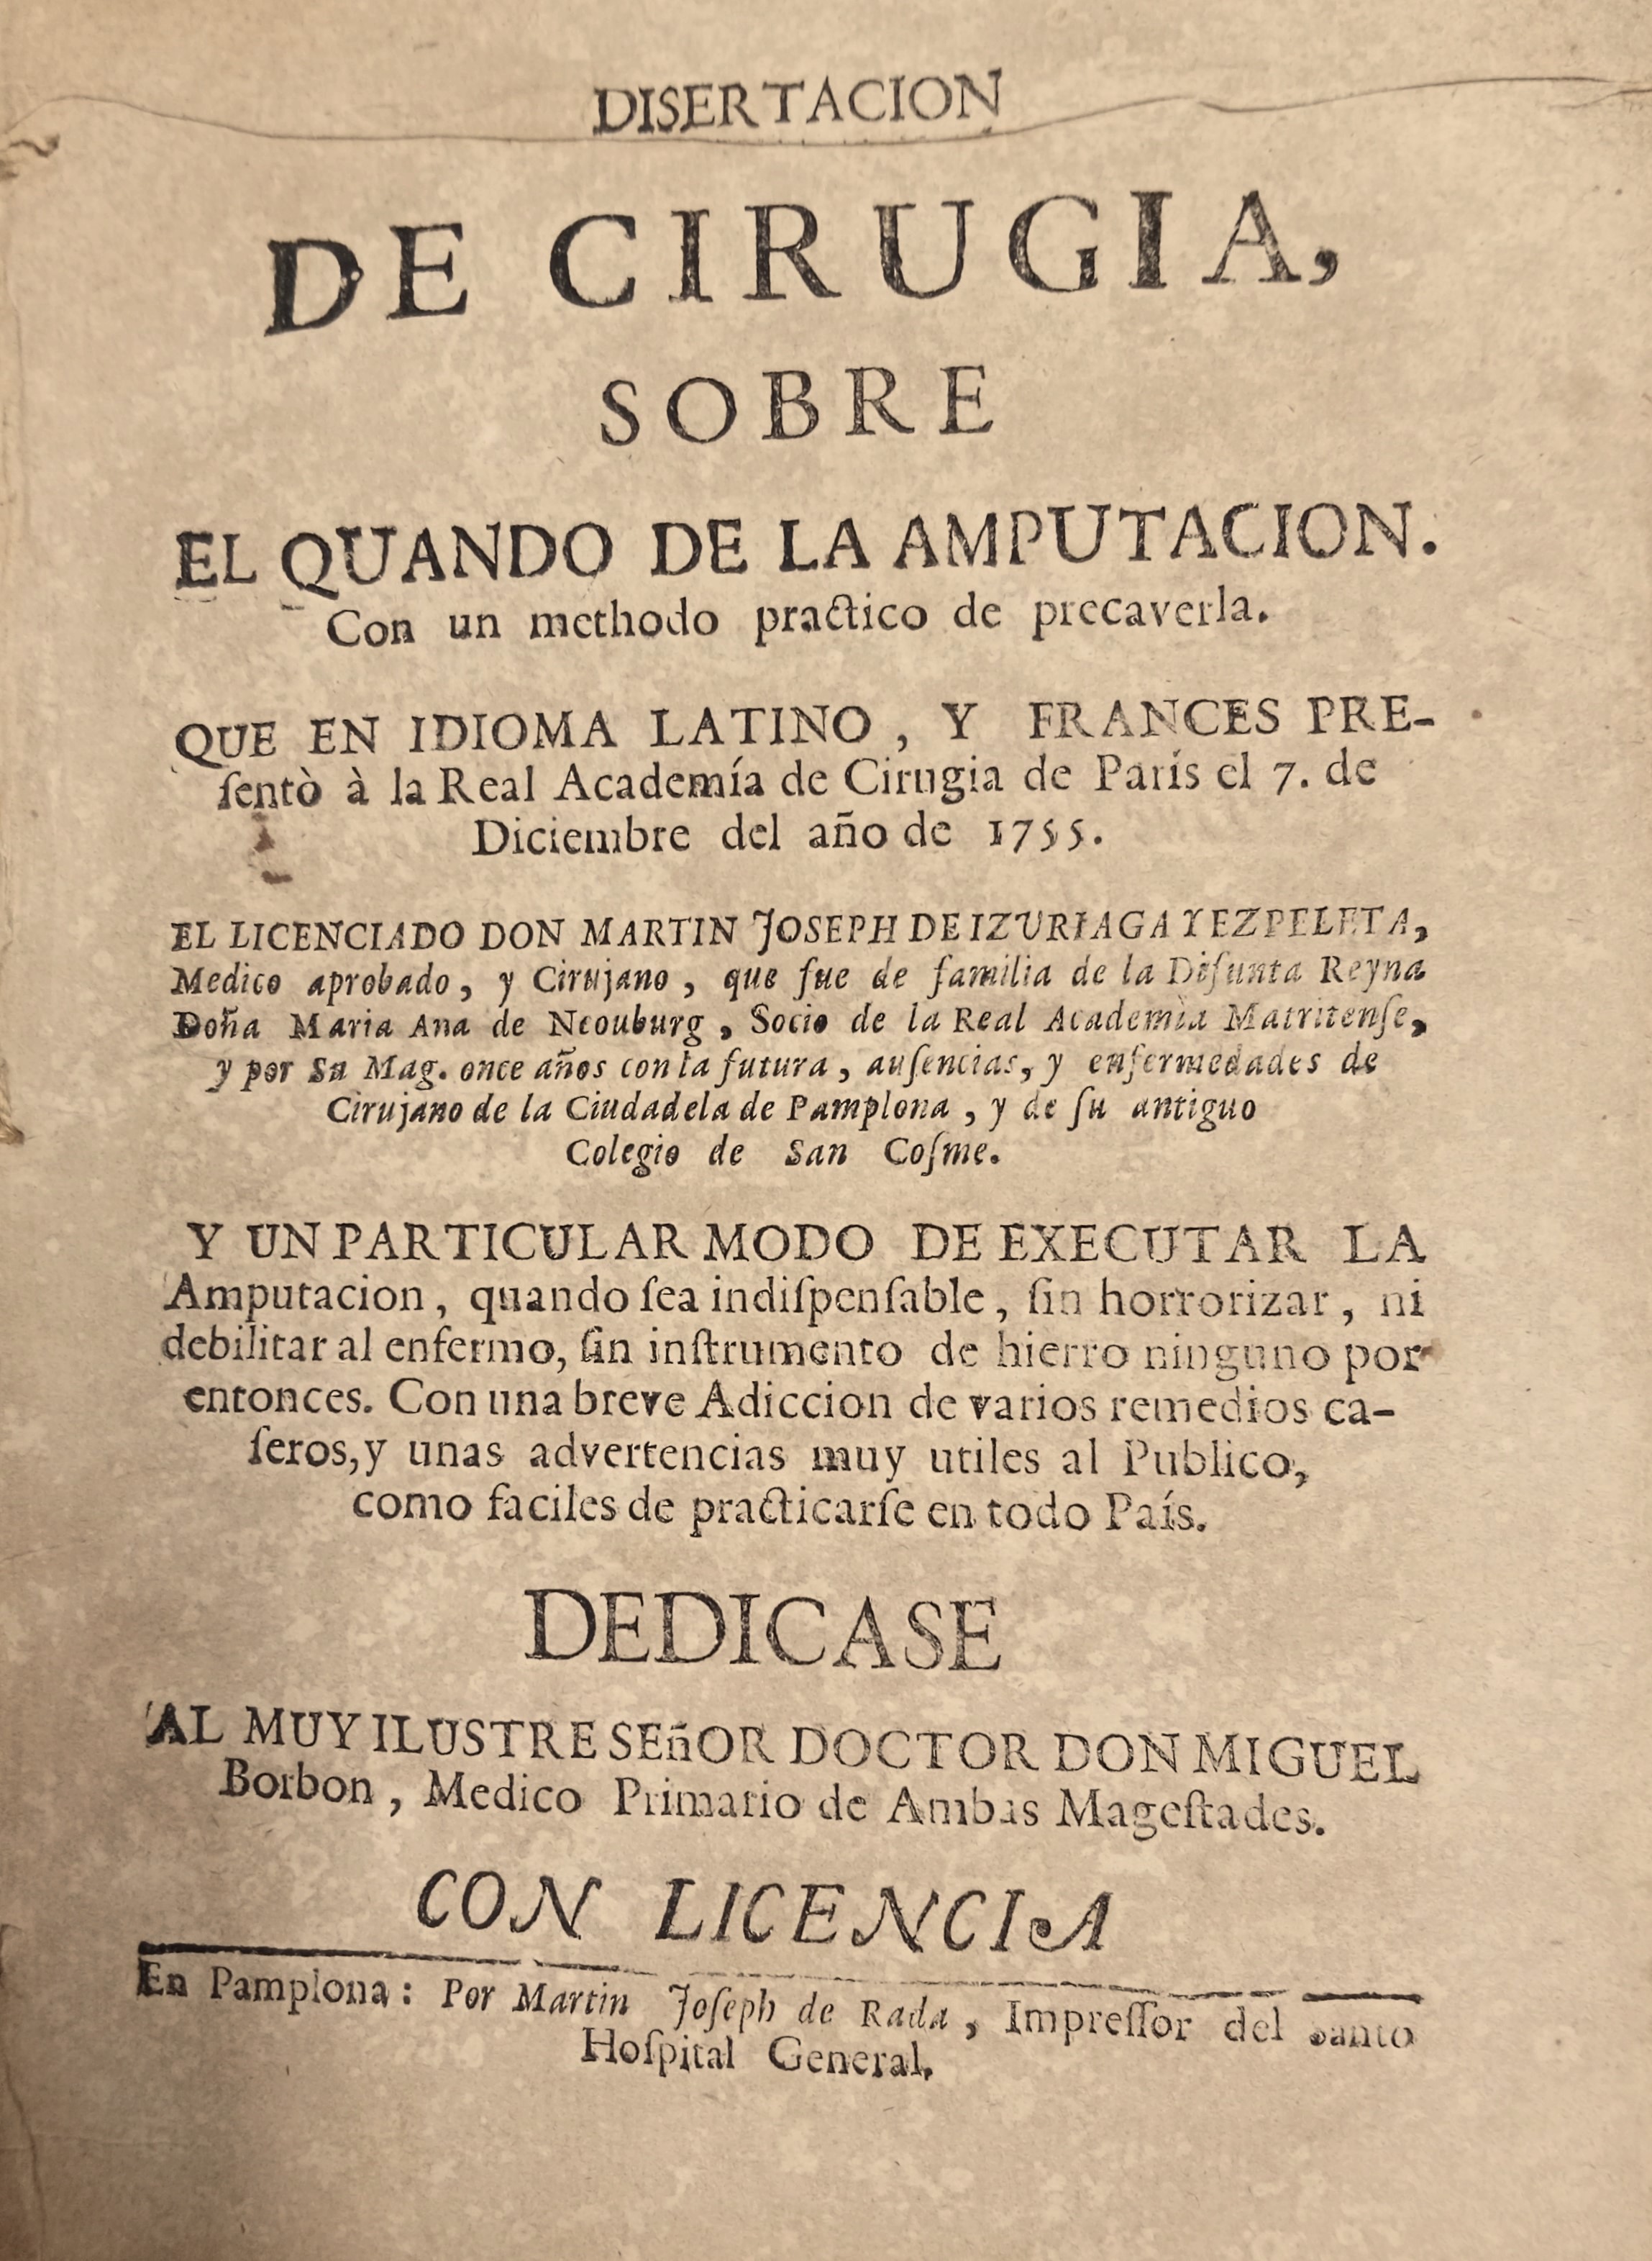 DISERTACION
DE CIRUGIA,
SOBRE
EL QUANDO DE LA AMPUTACION.
Con un methodo practico de precaverla.
QUE EN IDIOMA LATINO , Y FRANCES PRE-
ſentò à la Real Academía de Cirugia de París el 7. de
Diciembre del año de 1755.
EL LICENCIADO DON MARTIN JOSEPH DE IZURIAGA Y EZPELETA,
Medico aprobado, y Cirujano, que fue de familia de la Difunta Reyna
Doña Maria Ana de Neouburg, Socio de la Real Academìa Matritenſe,
y por Su Mag. once años con la futura, auſencias, y enfermedades de
Cirujano de la Ciudadela de Pamplona, y de ſu antiguo
Colegio de San Coſme.
Y UN PARTICULAR MODO DE EXECUTAR LA
Amputacion, quando ſea indiſpenſable, ſin horrorizar, ni
debilitar al enfermo, ſin inſtrumento de hierro ninguno por
entonces. Con una breve Adiccion de varios remedios ca-
ſeros, y unas advertencias muy utiles al Publico,
como faciles de practicarſe en todo País.
DEDICASE
AL MUY ILUSTRE SEñOR DOCTOR DON MIGUEL
Borbon, Medico Primario de Ambas Mageſtades.
CON LICENCIA
En Pamplona: Por Martin Joſeph de Rada, Impreſſor del Santo
Hoſpital General.